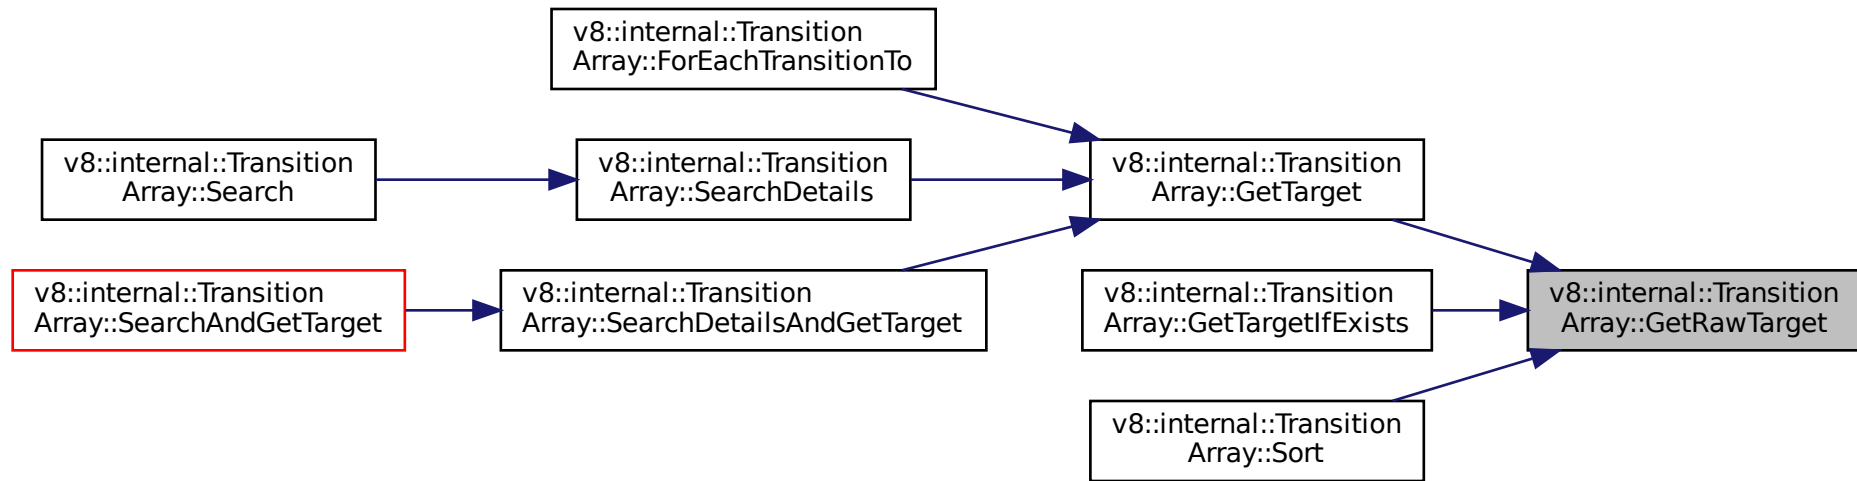 v8::internal::Transition
Array::ForEachTransitionTo
v8::internal::Transition
Array::Search
v8::internal::Transition
Array::SearchDetails
v8::internal::Transition
Array::GetTarget
v8::internal::Transition
Array::SearchAndGetTarget
v8::internal::Transition
Array::SearchDetailsAndGetTarget
v8::internal::Transition
Array::GetTargetIfExists
v8::internal::Transition
Array::GetRawTarget
v8::internal::Transition
Array::Sort